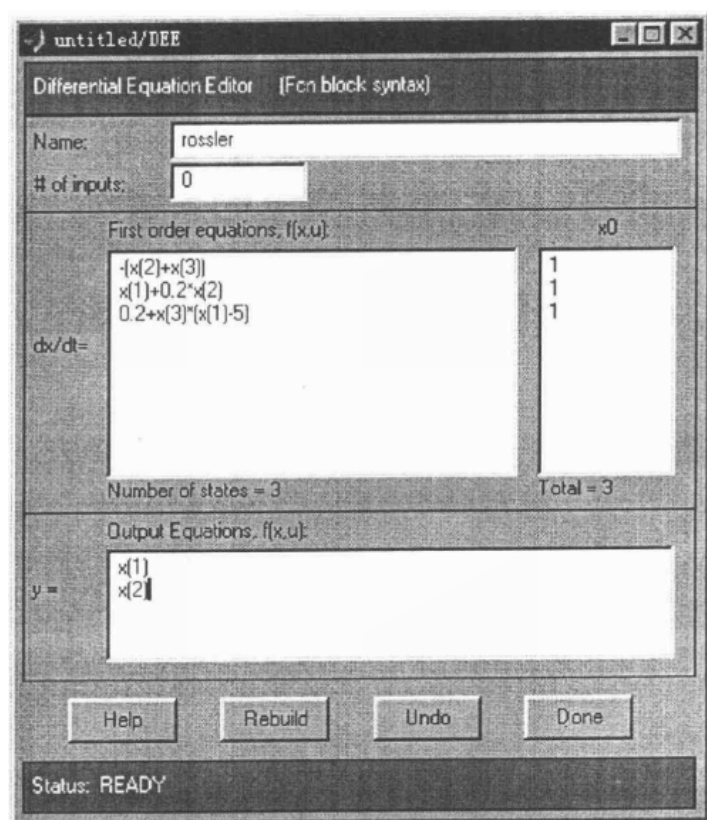 untitled/DEE
Differential Equation Editor (Fcn block syntax)
Name: rossler
# of inputs: 0
First order equations, f(x,u): x0
-(x(2)+x(3)) 1
x(1)+0.2*x(2) 1
0.2+x(3)*(x(1)-5) 1
dx/dt=
Number of states = 3 Total = 3
Output Equations, f(x,u):
x(1)
y = x(2)
Help Rebuild Undo Done
Status: READY